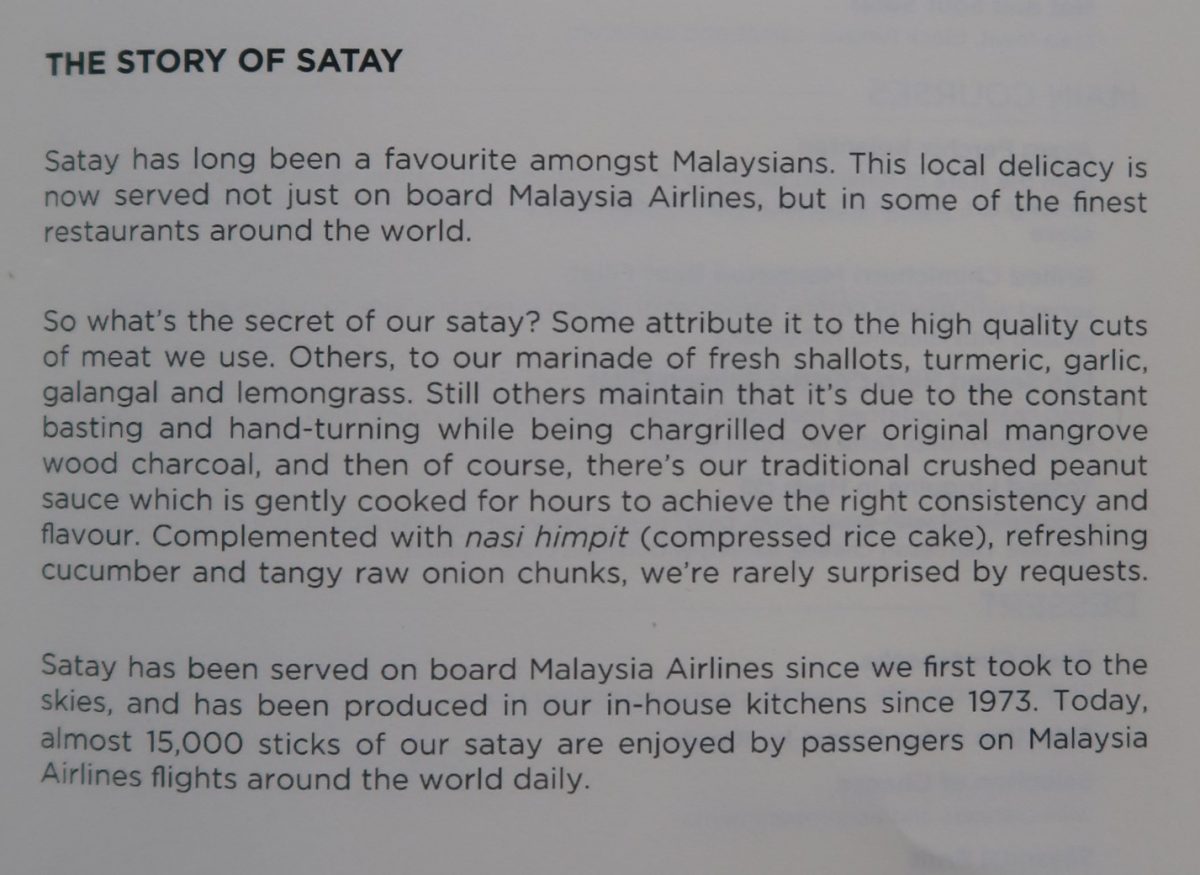 THE STORY OF SATAY
Satay has long been a favourite amongst Malaysians. This local delicacy is
now served not just on board Malaysia Airlines, but in some of the finest
restaurants around the world.
So what's the secret of our satay? Some attribute it to the high quality cuts
of meat we use. Others, to our marinade of fresh shallots, turmeric, garlic,
galangal and lemongrass. Still others maintain that it's due to the constant
basting and hand-turning while being chargrilled over original mangrove
wood charcoal, and then of course, there's our traditional crushed peanut
sauce which is gently cooked for hours to achieve the right consistency and
flavour. Complemented with nasi himpit (compressed rice cake), refreshing
cucumber and tangy raw onion chunks, we're rarely surprised by requests.
Satay has been served on board Malaysia Airlines since we first took to the
skies, and has been produced in our in-house kitchens since 1973. Today,
almost 15,000 sticks of our satay are enjoyed by passengers on Malaysia
Airlines flights around the world daily.